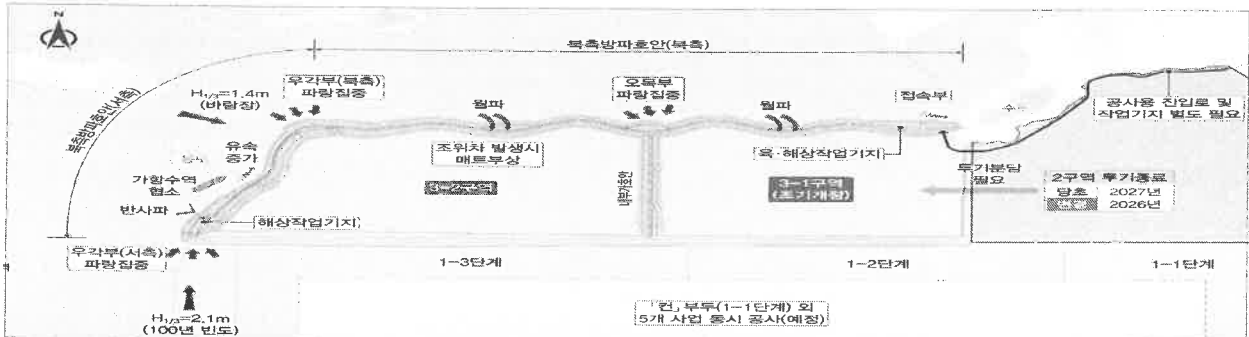 N
북측방파호안(북측)
북측방파호안(서측)
H1/3=1.4m
(바람장)
우각부(북측)
파랑집중
월파
오목부
파랑집중
월파
접속부
공사용 진입로 및
작업기지 별도 필요
유속
증가
조위차 발생시
매트부상
육·해상작업기지
가항수역
협소
3-2구역
내부가호안
3-1구역
(조기개장)
투기분담
필요
2구역 투기종료
당초 2027년
2026년
반사파
해상작업기지
우각부(서측)
파랑집중
1-3단계
1-2단계
1-1단계
H1/3=2.1m
(100년 빈도)
「컨」부두(1-1단계) 외
5개 사업 동시 공사(예정)